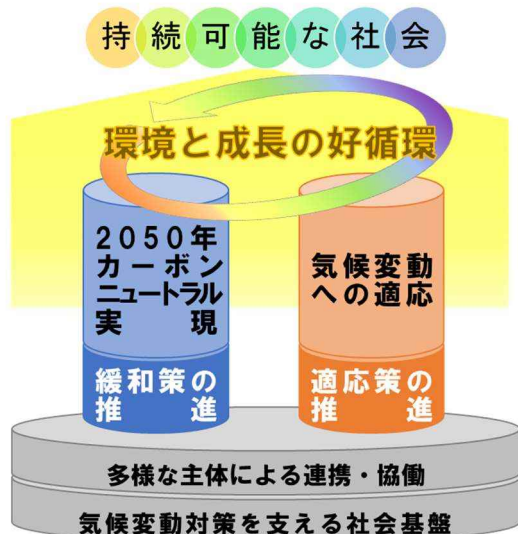 持続可能な社会
環境と成長の好循環
2050年
カーボン
ニュートラル
実現
気候変動
への適応
緩和策の
推進
適応策の
推進
多様な主体による連携・協働
気候変動対策を支える社会基盤